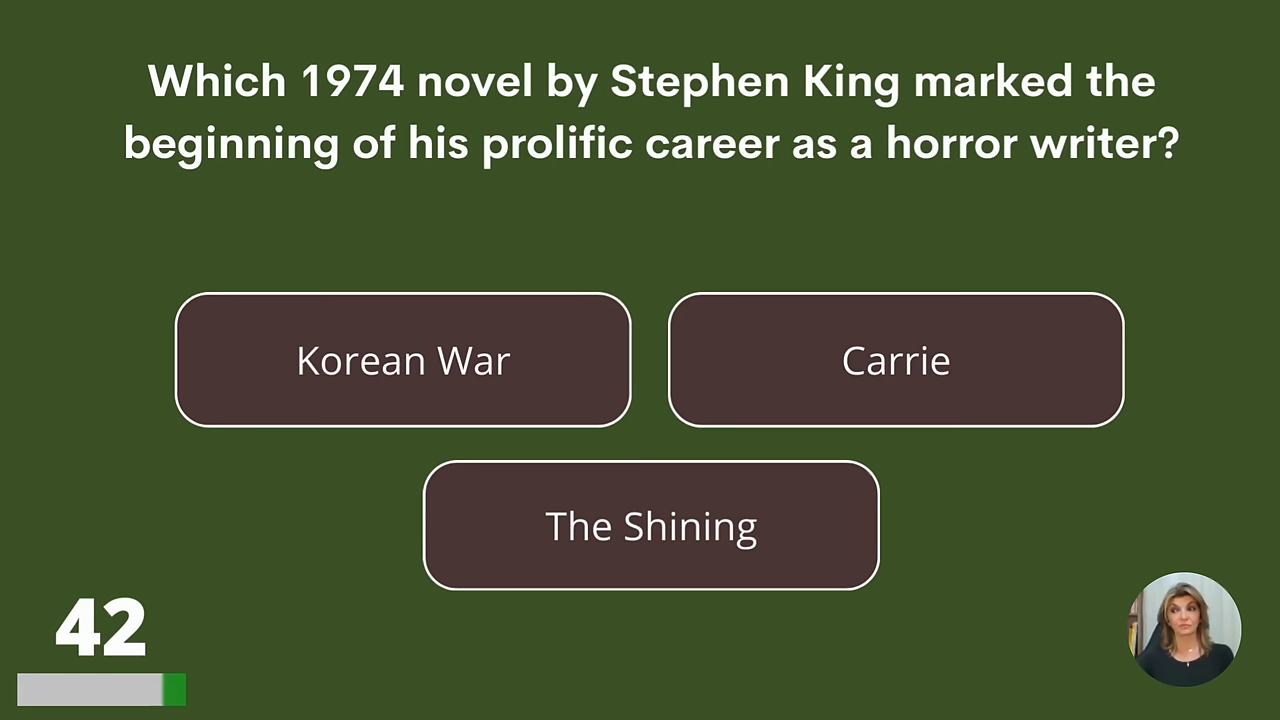 Which 1974 novel by Stephen King marked the
beginning of his prolific career as a horror writer?
Korean War
Carrie
The Shining
42